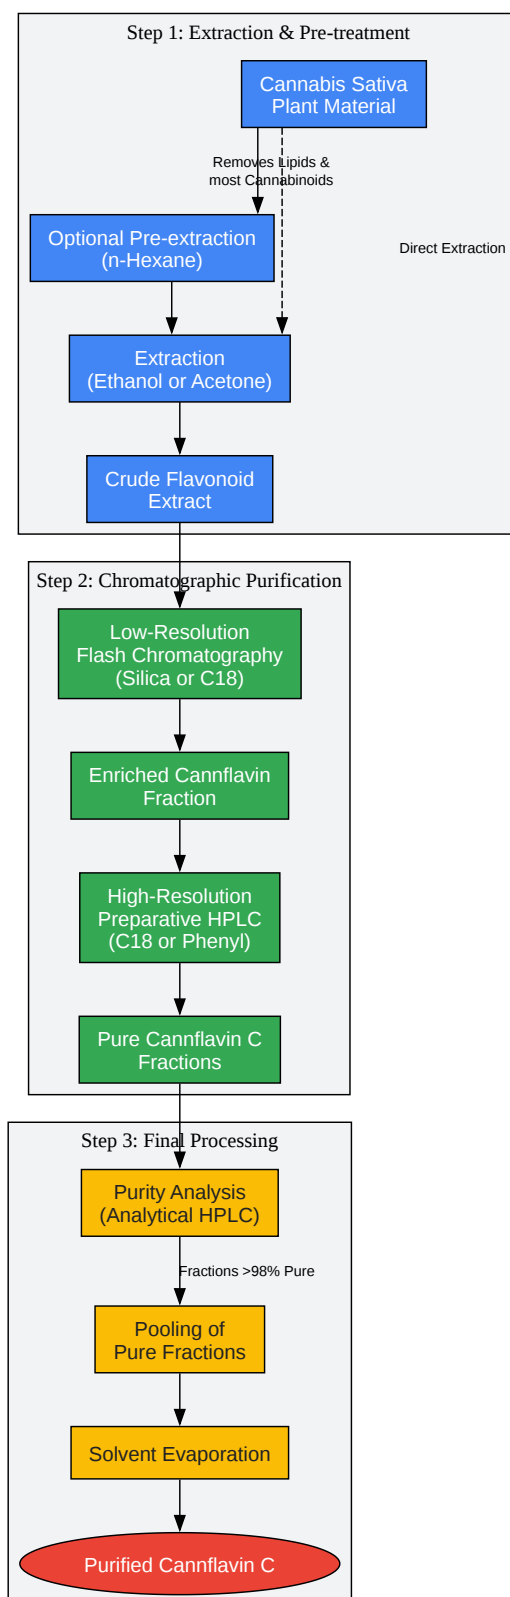 Step 1: Extraction & Pre-treatment
Cannabis Sativa
Plant Material
Removes Lipids &
most Cannabinoids
Optional Pre-extraction
(n-Hexane)
Direct Extraction
Extraction
(Ethanol or Acetone)
Crude Flavonoid
Extract
Step 2: Chromatographic Purification
Low-Resolution
Flash Chromatography
(Silica or C18)
Enriched Cannflavin
Fraction
High-Resolution
Preparative HPLC
(C18 or Phenyl)
Pure Cannflavin C
Fractions
Step 3: Final Processing
Purity Analysis
(Analytical HPLC)
Fractions >98% Pure
Pooling of
Pure Fractions
Solvent Evaporation
Purified Cannflavin C